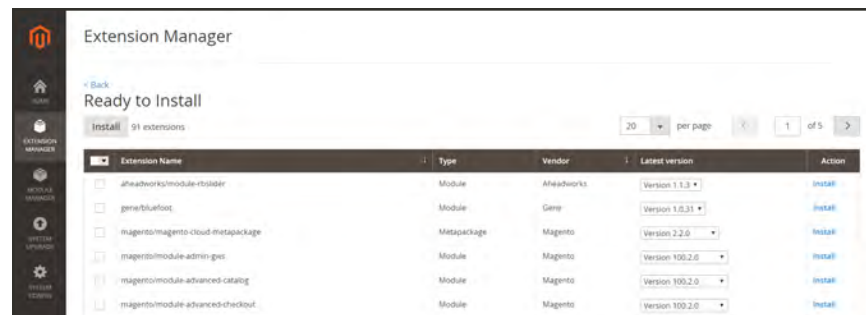 Extension Manager
< Back
Ready to Install
Install 91 extensions 20 per page 1 of 5
HOME
EXTENSION MANAGER
MODULE MANAGER
SYSTEM UPGRADE
SYSTEM CONFIG
Extension Name Type Vendor Latest version Action
aheadworks/module-rbslider Module Aheadworks Version 1.1.3 Install
gene/bluefoot Module Gene Version 1.0.31 Install
magento/magento-cloud-metapackage Metapackage Magento Version 2.2.0 Install
magento/module-admin-gws Module Magento Version 100.2.0 Install
magento/module-advanced-catalog Module Magento Version 100.2.0 Install
magento/module-advanced-checkout Module Magento Version 100.2.0 Install